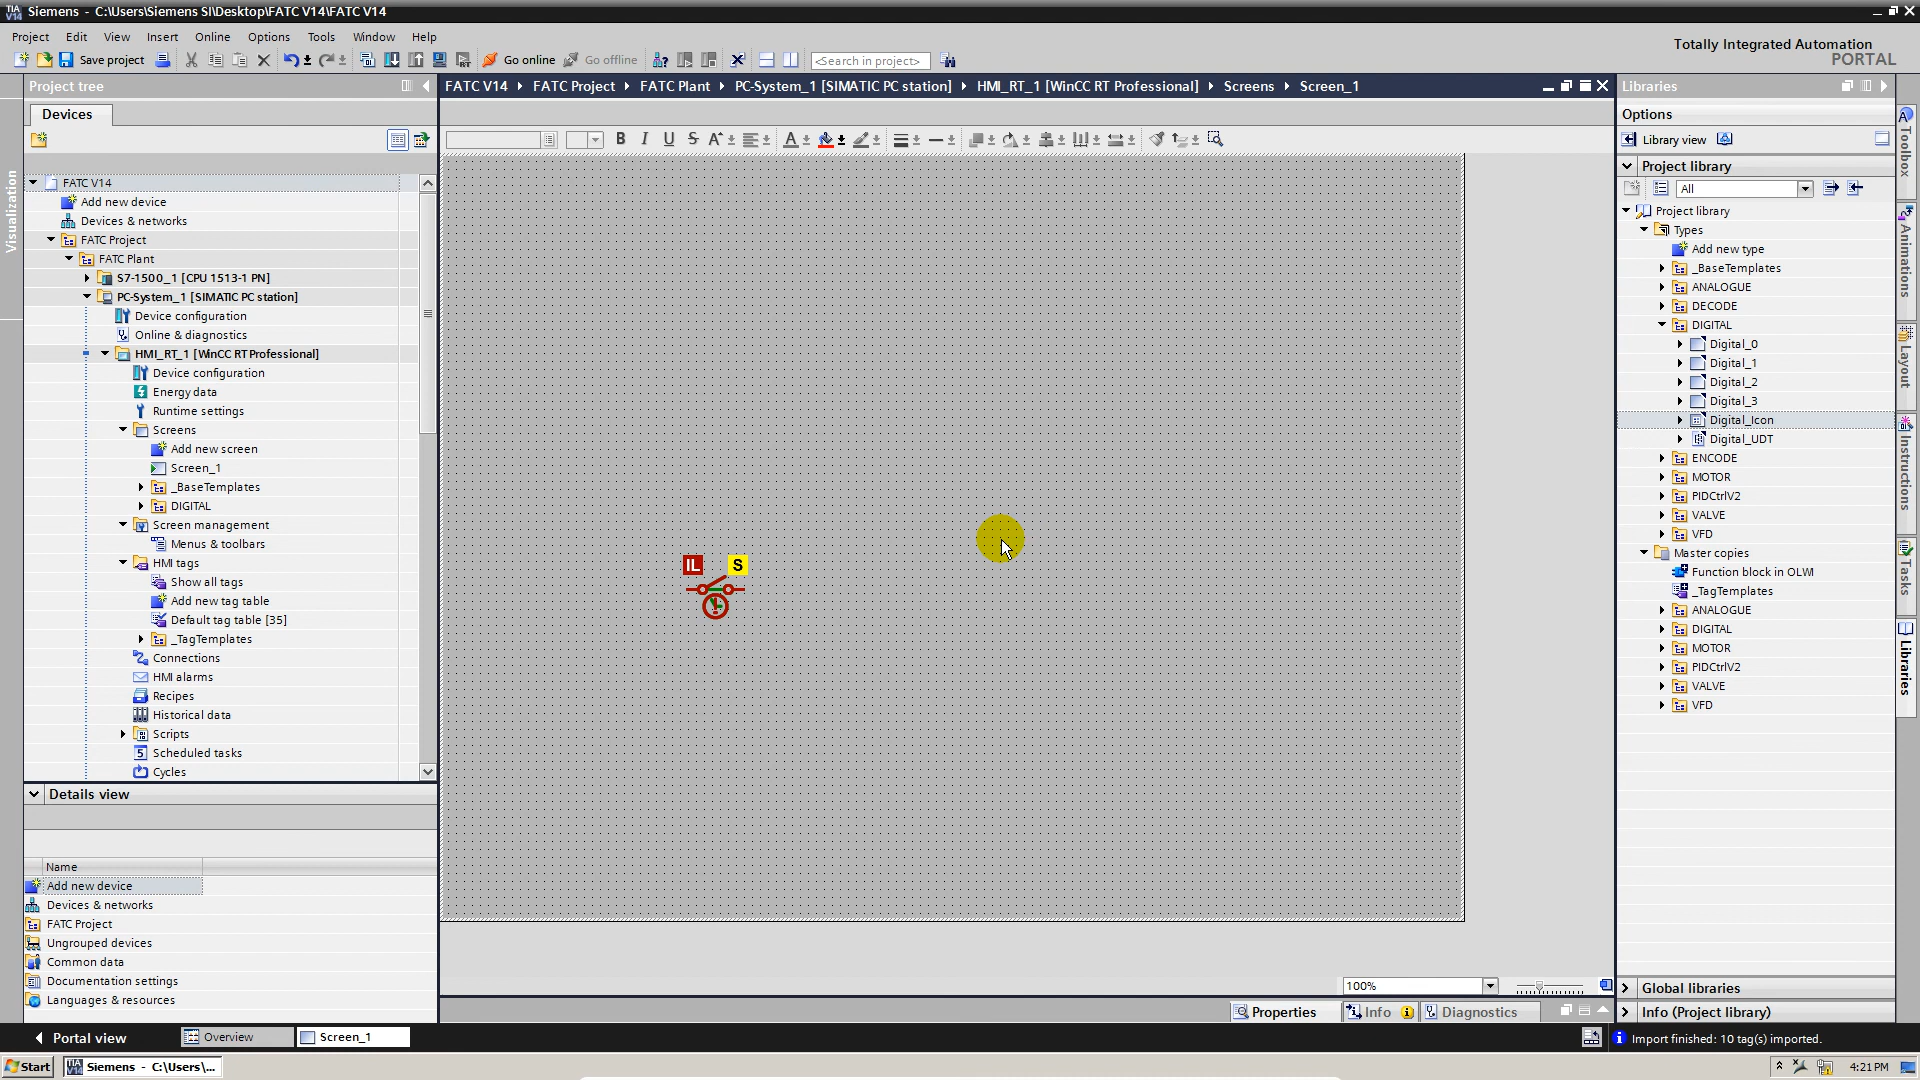 Siemens - C:\Users\Siemens SI\Desktop\FATC V14\FATC V14
Project Edit View Insert Online Options Tools Window Help
Totally Integrated Automation
PORTAL
Save project
Go online
Go offline
<Search in project>
Project tree
FATC V14 FATC Project FATC Plant PC-System_1 [SIMATIC PC station] HMI_RT_1 [WinCC RT Professional] Screens Screen_1
Libraries
Devices
Options
Library view
Visualization
Project library
All
FATC V14
Add new device
Devices & networks
FATC Project
FATC Plant
S7-1500_1 [CPU 1513-1 PN]
PC-System_1 [SIMATIC PC station]
Device configuration
Online & diagnostics
HMI_RT_1 [WinCC RT Professional]
Device configuration
Energy data
Runtime settings
Screens
Add new screen
Screen_1
_BaseTemplates
DIGITAL
Screen management
Menus & toolbars
HMI tags
Show all tags
Add new tag table
Default tag table [35]
_TagTemplates
Connections
HMI alarms
Recipes
Historical data
Scripts
Scheduled tasks
Cycles
Details view
Name
Add new device
Devices & networks
FATC Project
Ungrouped devices
Common data
Documentation settings
Languages & resources
B I U S A A
IL S
100%
Properties Info Diagnostics
Project library
Types
Add new type
_BaseTemplates
ANALOGUE
DECODE
DIGITAL
Digital_0
Digital_1
Digital_2
Digital_3
Digital_Icon
Digital_UDT
ENCODE
MOTOR
PIDCtrlV2
VALVE
VFD
Master copies
Function block in OLWI
_TagTemplates
ANALOGUE
DIGITAL
MOTOR
PIDCtrlV2
VALVE
VFD
Global libraries
Info (Project library)
Toolbox
Animations
Layout
Instructions
Tasks
Libraries
Portal view Overview Screen_1
Import finished: 10 tag(s) imported.
Start Siemens - C:\Users\... 4:21 PM